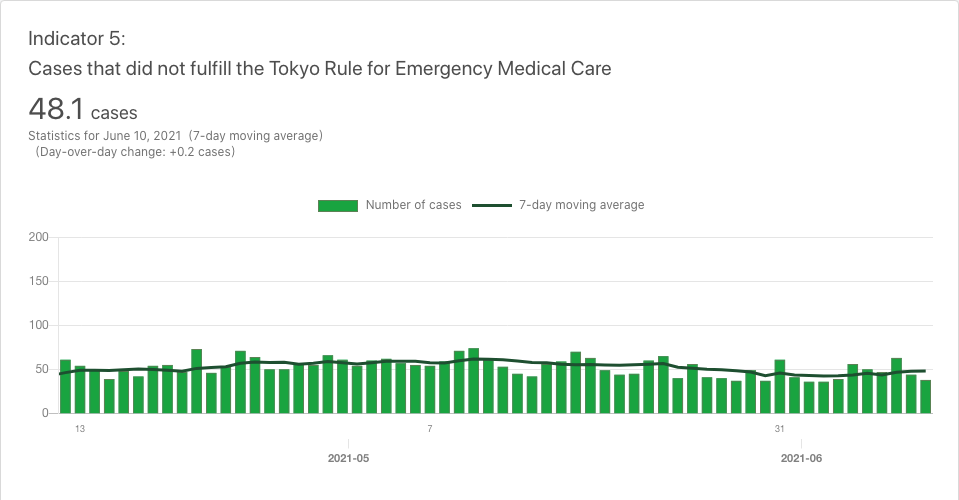 Indicator 5:
Cases that did not fulfill the Tokyo Rule for Emergency Medical Care
48.1 cases
Statistics for June 10, 2021 (7-day moving average)
(Day-over-day change: +0.2 cases)
Number of cases 7-day moving average
200
150
100
50
0
13 7 31
2021-05 2021-06